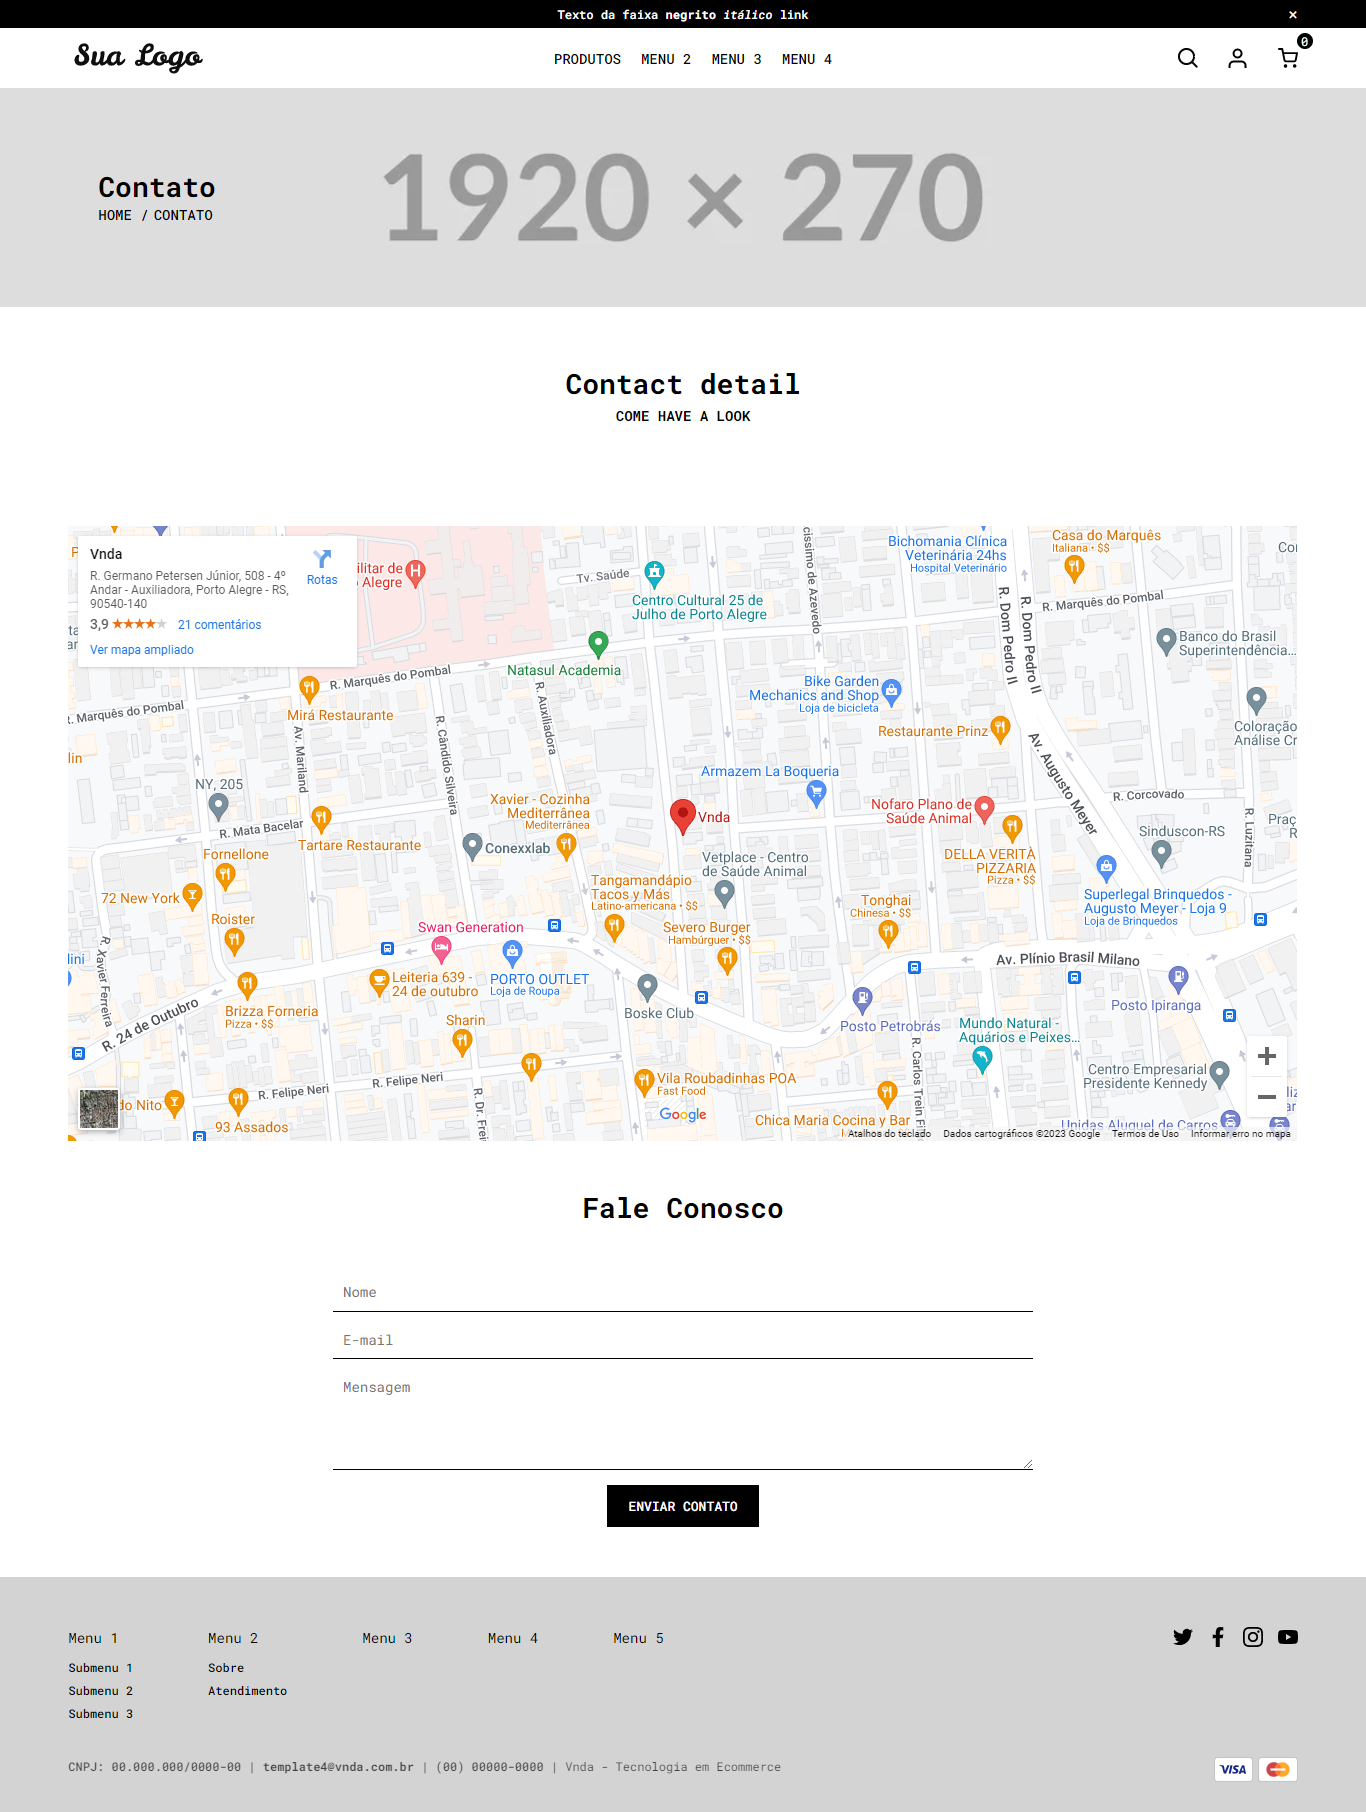 Texto da faixa negrito itálico link
×
Sua Logo
PRODUTOS MENU 2 MENU 3 MENU 4
0
1920 × 270
Contato
HOME / CONTATO
Contact detail
COME HAVE A LOOK
Vnda
Rotas
R. Germano Petersen Júnior, 508 - 4º
Andar - Auxiliadora, Porto Alegre - RS,
90540-140
3,9
21 comentários
Ver mapa ampliado
Tv. Saúde
Centro Cultural 25 de
Julho de Porto Alegre
Bichomania Clínica
Veterinária 24hs
Hospital Veterinário
Casa do Marquês
Italiana • $$
R. Marquês do Pombal
R. Dom Pedro II
R. Dom Pedro II
Banco do Brasil
Superintendência...
Natasul Academia
R. Marquês do Pombal
R. Marquês do Pombal
Mirá Restaurante
Bike Garden
Mechanics and Shop
Loja de bicicleta
Restaurante Prinz
Coloração
Análise Cr
R. Auxiliadora
R. Cândido Silveira
Av. Mariland
Av. Augusto Meyer
NY, 205
Armazem La Boqueria
Xavier - Cozinha
Mediterrânea
Mediterrânea
Vnda
Nofaro Plano de
Saúde Animal
R. Corcovado
R. Luzitana
Sinduscon-RS
R. Mata Bacelar
Tartare Restaurante
Fornellone
Conexxlab
Vetplace - Centro
de Saúde Animal
DELLA VERITÀ
PIZZARIA
Pizza • $$
72 New York
Tangamandápio
Tacos y Más
Latino-americana • $$
Tonghai
Chinesa • $$
Superlegal Brinquedos -
Augusto Meyer - Loja 9
Loja de Brinquedos
Roister
Swan Generation
Severo Burger
Hambúrguer • $$
R. Xavier Ferreira
Av. Plínio Brasil Milano
Leiteria 639 -
24 de outubro
PORTO OUTLET
Loja de Roupa
Boske Club
Posto Ipiranga
R. 24 de Outubro
Brizza Forneria
Pizza • $$
Sharin
Posto Petrobrás
Mundo Natural -
Aquários e Peixes...
Centro Empresarial
Presidente Kennedy
R. Felipe Neri
R. Felipe Neri
Vila Roubadinhas POA
Fast Food
93 Assados
Google
Chica Maria Cocina y Bar
Unidas Aluguel de Carros
Atalhos do teclado Dados cartográficos ©2023 Google Termos de Uso Informar erro no mapa
Fale Conosco
Nome
E-mail
Mensagem
ENVIAR CONTATO
Menu 1 Menu 2 Menu 3 Menu 4 Menu 5
Submenu 1 Sobre
Submenu 2 Atendimento
Submenu 3
CNPJ: 00.000.000/0000-00 | template4@vnda.com.br | (00) 00000-0000 | Vnda - Tecnologia em Ecommerce
VISA